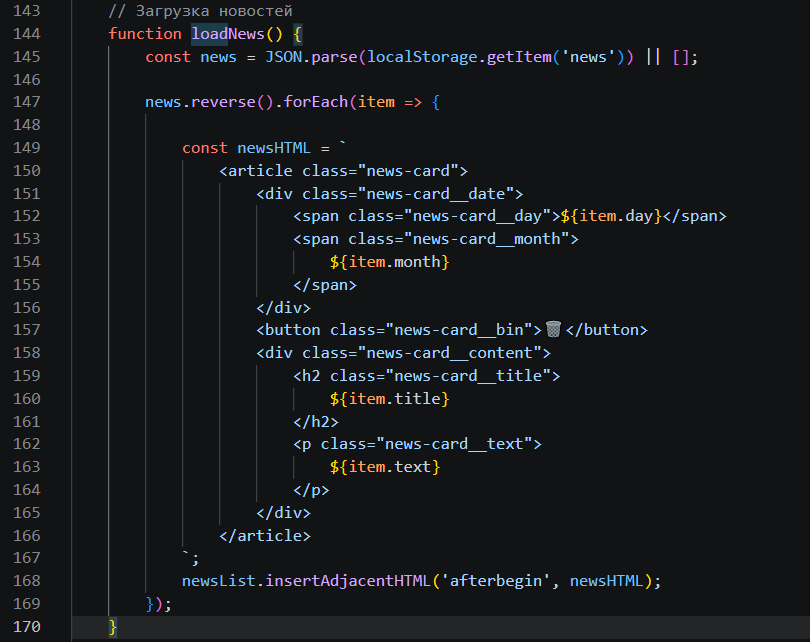 143 // Загрузка новостей
144 function loadNews() {
145 const news = JSON.parse(localStorage.getItem('news')) || [];
146
147 news.reverse().forEach(item => {
148
149 const newsHTML = `
150 <article class="news-card">
151 <div class="news-card__date">
152 <span class="news-card__day">${item.day}</span>
153 <span class="news-card__month">
154 ${item.month}
155 </span>
156 </div>
157 <button class="news-card__bin">🗑️</button>
158 <div class="news-card__content">
159 <h2 class="news-card__title">
160 ${item.title}
161 </h2>
162 <p class="news-card__text">
163 ${item.text}
164 </p>
165 </div>
166 </article>
167 `;
168 newsList.insertAdjacentHTML('afterbegin', newsHTML);
169 });
170 }